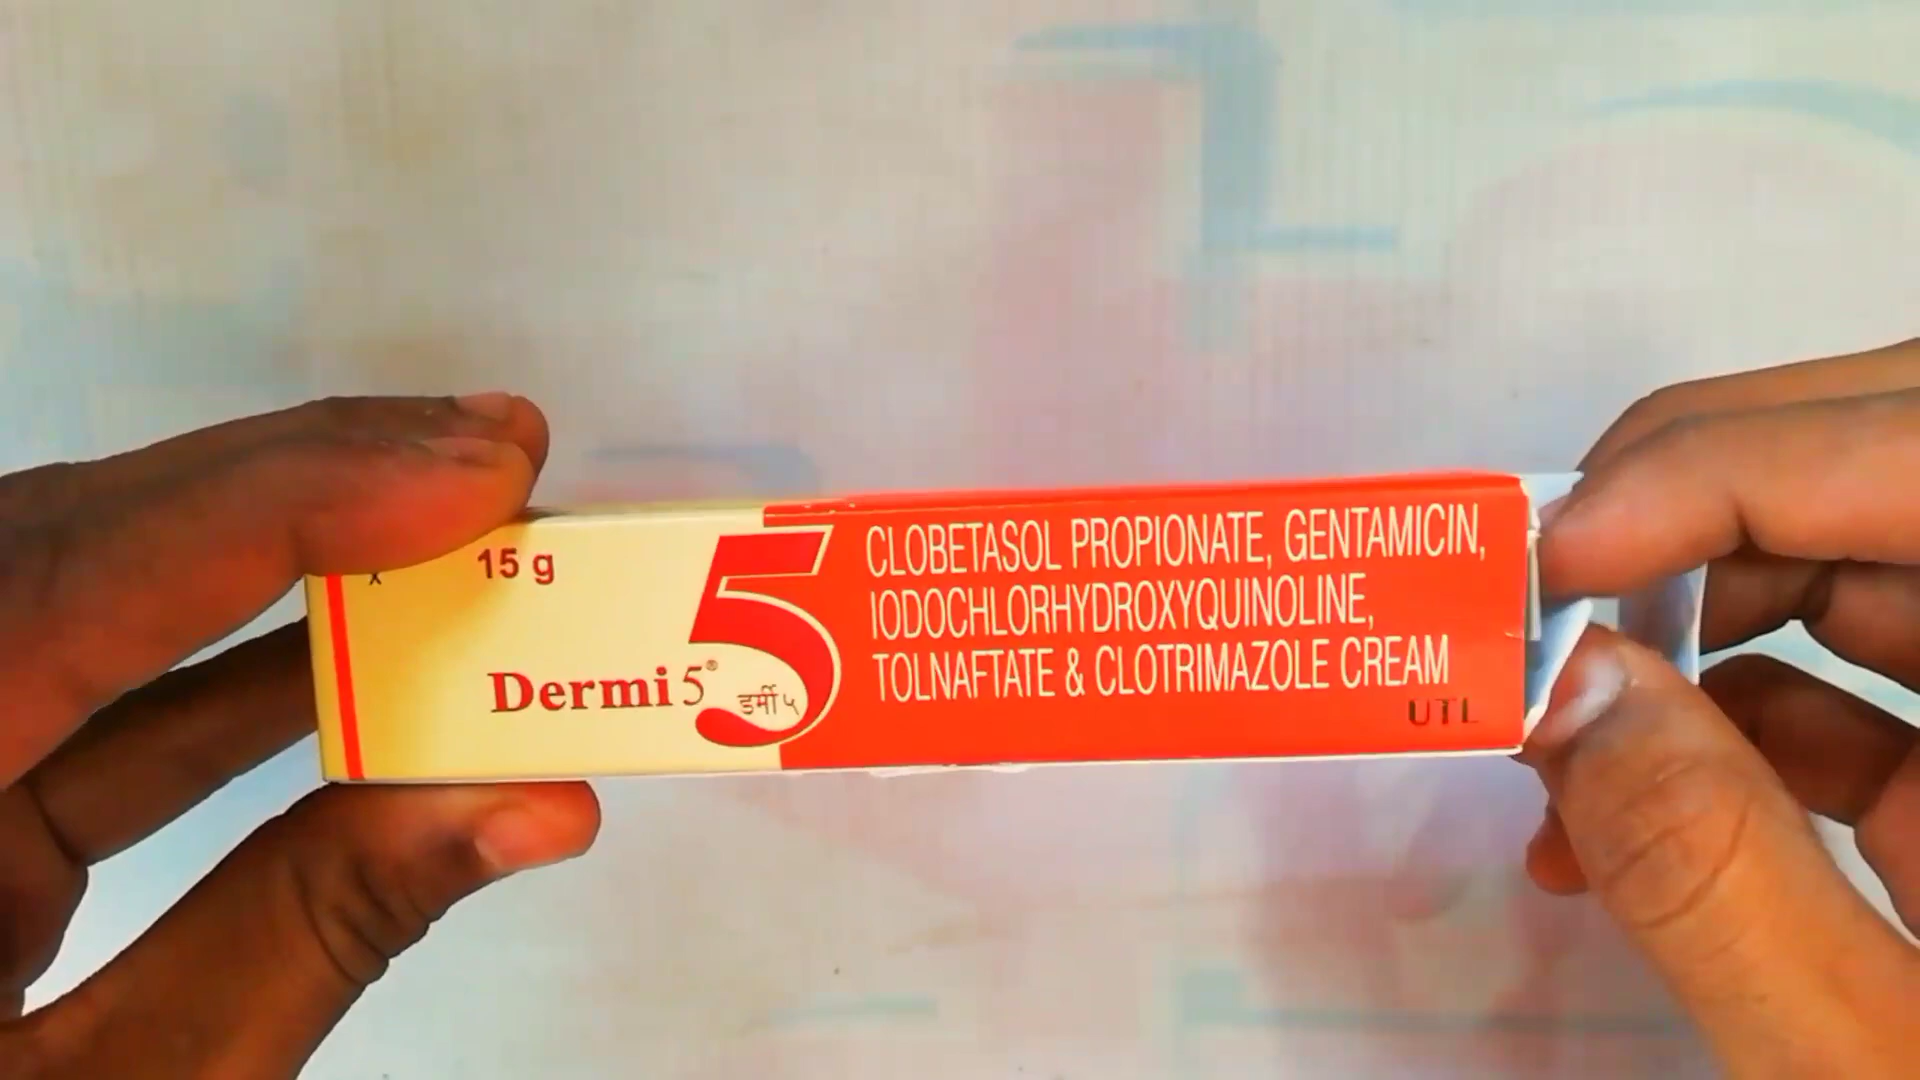 x
15 g
Dermi 5®
5
डर्मी ५
CLOBETASOL PROPIONATE, GENTAMICIN,
IODOCHLORHYDROXYQUINOLINE,
TOLNAFTATE & CLOTRIMAZOLE CREAM
UTL